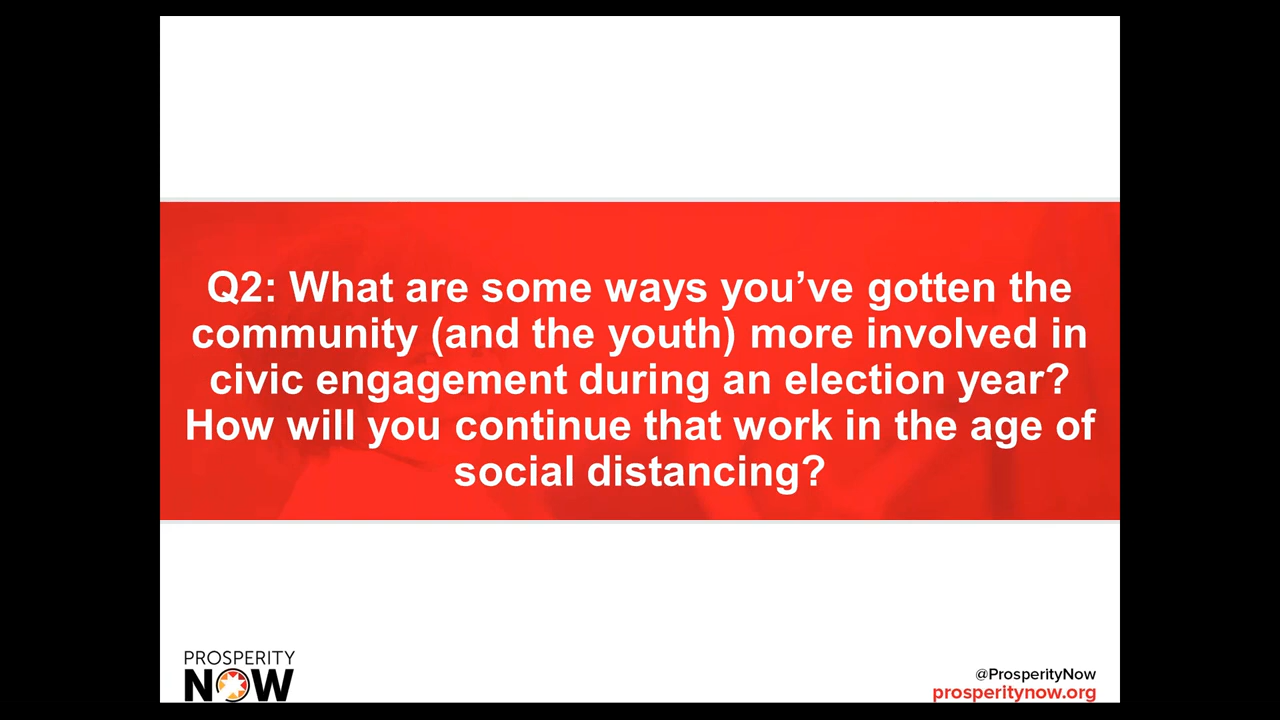 Q2: What are some ways you’ve gotten the
community (and the youth) more involved in
civic engagement during an election year?
How will you continue that work in the age of
social distancing?
PROSPERITY
NOW
@ProsperityNow
prosperitynow.org